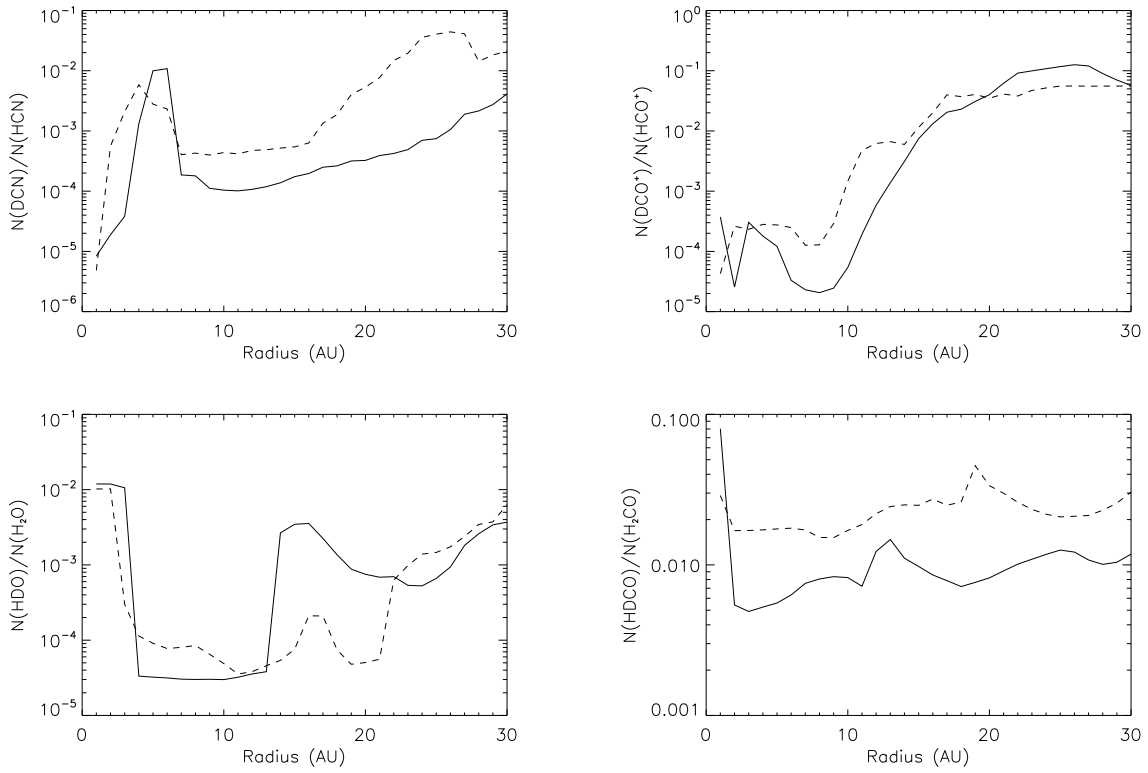 10⁻¹
10⁻²
10⁻³
10⁻⁴
10⁻⁵
10⁻⁶
N(DCN)/N(HCN)
0 10 20 30
Radius (AU)
10⁰
10⁻¹
10⁻²
10⁻³
10⁻⁴
10⁻⁵
N(DCO⁺)/N(HCO⁺)
0 10 20 30
Radius (AU)
10⁻¹
10⁻²
10⁻³
10⁻⁴
10⁻⁵
N(HDO)/N(H₂O)
0 10 20 30
Radius (AU)
0.100
0.010
0.001
N(HDCO)/N(H₂CO)
0 10 20 30
Radius (AU)